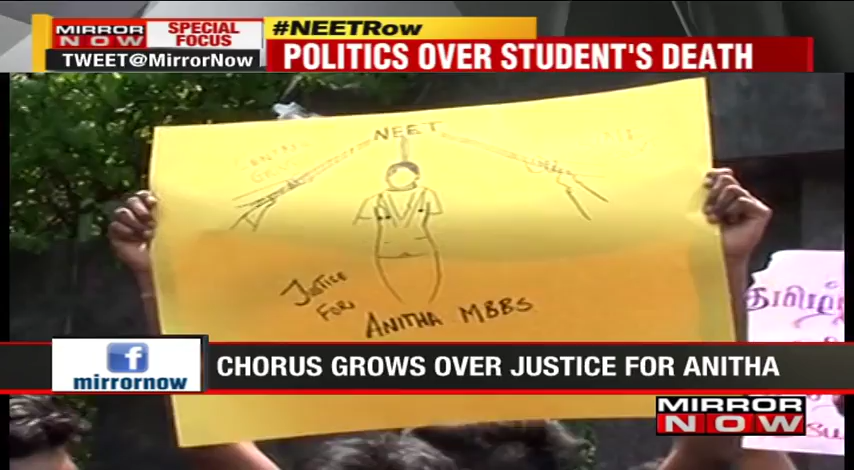 MIRROR
NOW
SPECIAL
FOCUS
#NEETRow
TWEET@MirrorNow
POLITICS OVER STUDENT'S DEATH
NEET
JUSTICE
FOR
ANITHA MBBS
f
mirrornow
CHORUS GROWS OVER JUSTICE FOR ANITHA
MIRROR
NOW